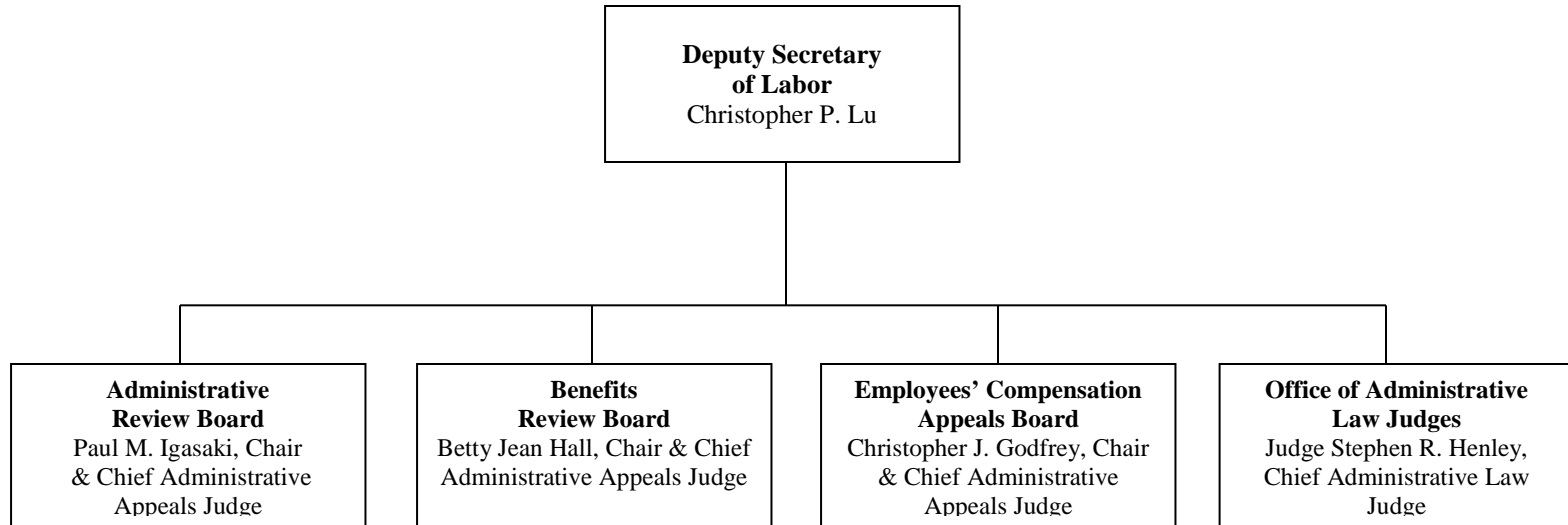 Deputy Secretary
of Labor
Christopher P. Lu
Administrative
Review Board
Paul M. Igasaki, Chair
& Chief Administrative
Appeals Judge
Benefits
Review Board
Betty Jean Hall, Chair & Chief
Administrative Appeals Judge
Employees’ Compensation
Appeals Board
Christopher J. Godfrey, Chair
& Chief Administrative
Appeals Judge
Office of Administrative
Law Judges
Judge Stephen R. Henley,
Chief Administrative Law
Judge